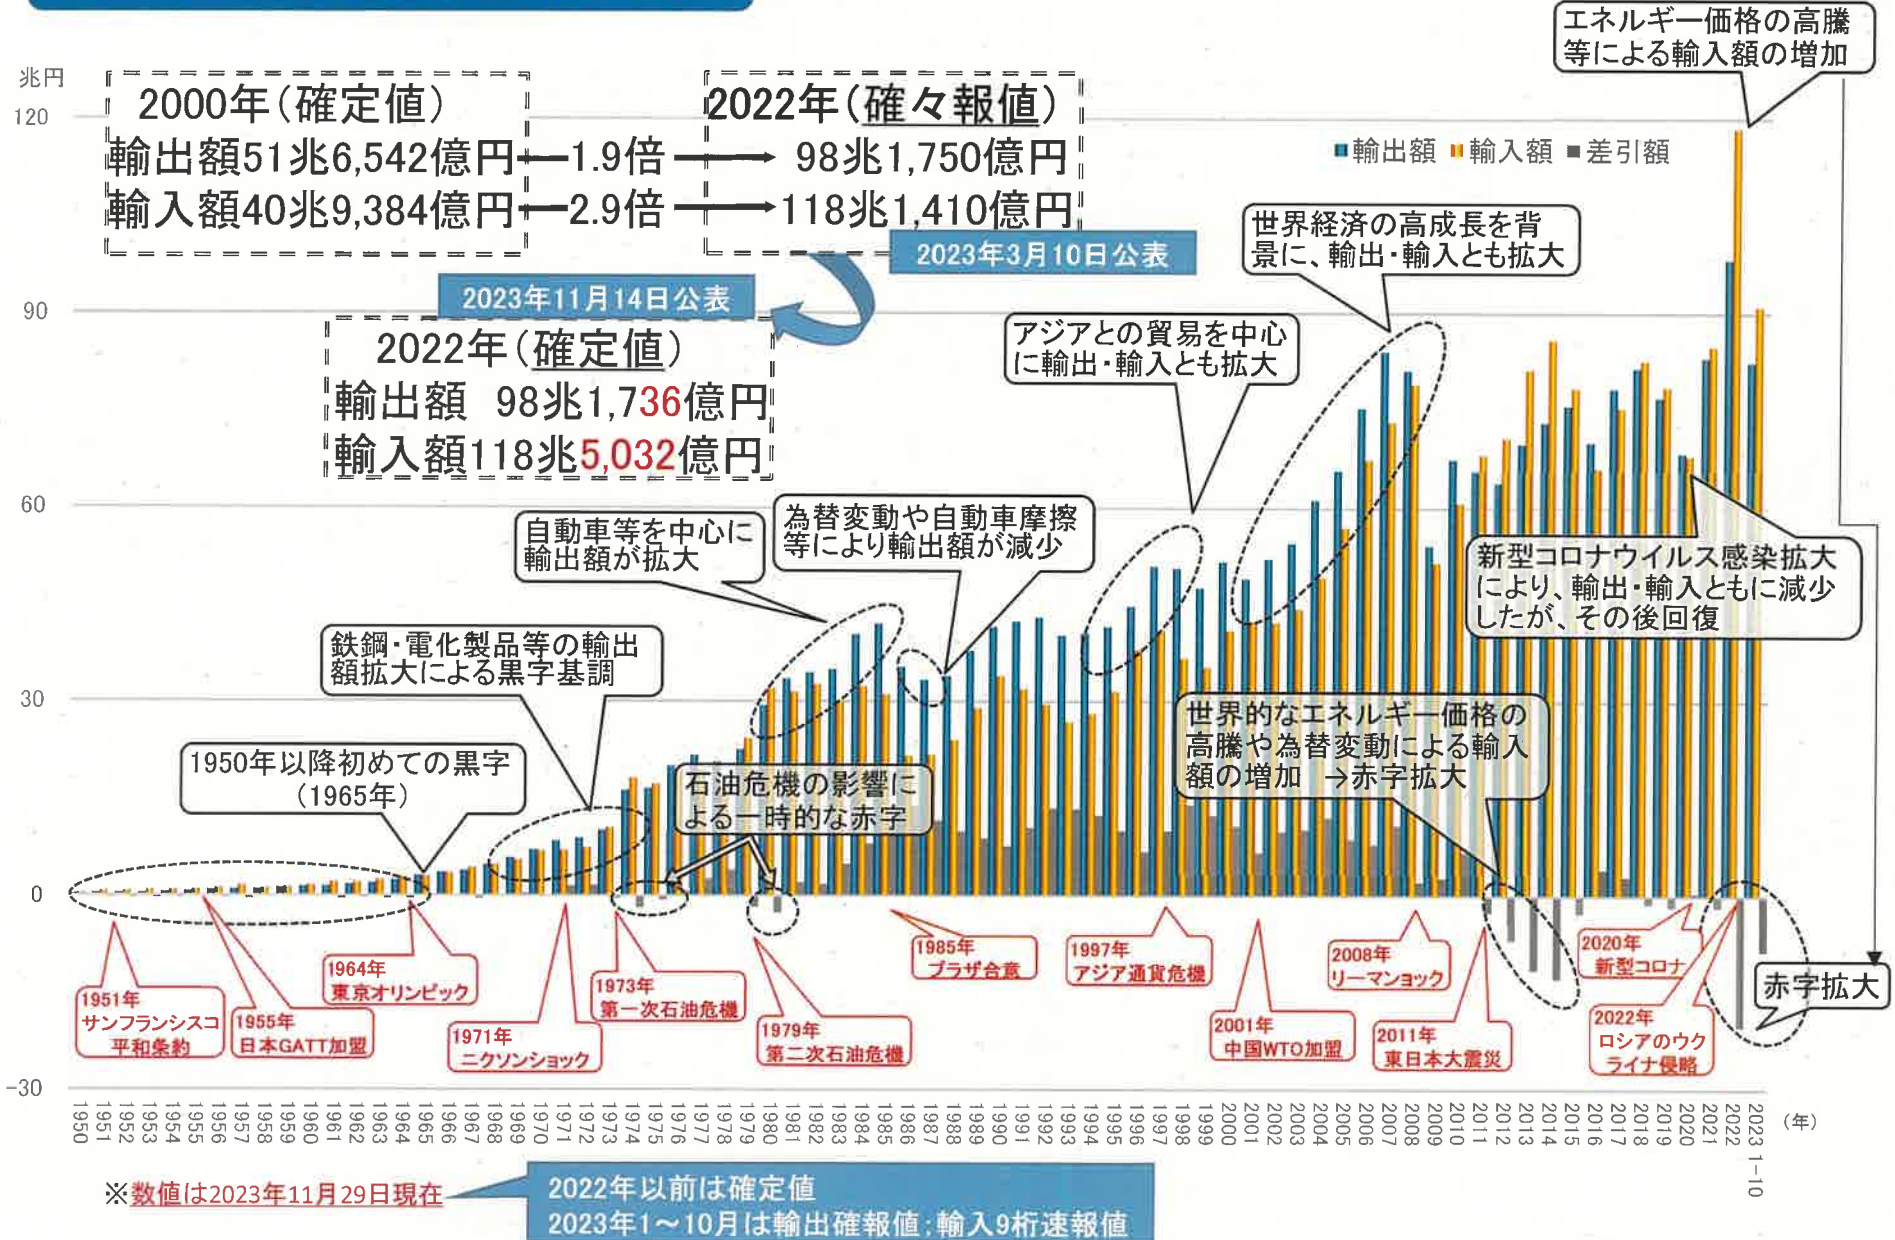 兆円
120
90
60
30
0
-30
2000年（確定値）
輸出額51兆6,542億円
輸入額40兆9,384億円
1.9倍
2.9倍
2022年（確々報値）
98兆1,750億円
118兆1,410億円
2023年3月10日公表
2023年11月14日公表
2022年（確定値）
輸出額 98兆1,736億円
輸入額118兆5,032億円
■輸出額 ■輸入額 ■差引額
エネルギー価格の高騰
等による輸入額の増加
世界経済の高成長を背
景に、輸出・輸入とも拡大
アジアとの貿易を中心
に輸出・輸入とも拡大
為替変動や自動車摩擦
等により輸出額が減少
自動車等を中心に
輸出額が拡大
鉄鋼・電化製品等の輸出
額拡大による黒字基調
1950年以降初めての黒字
（1965年）
石油危機の影響に
よる一時的な赤字
新型コロナウイルス感染拡大
により、輸出・輸入ともに減少
したが、その後回復
世界的なエネルギー価格の
高騰や為替変動による輸入
額の増加 →赤字拡大
赤字拡大
1951年
サンフランシスコ
平和条約
1955年
日本GATT加盟
1964年
東京オリンピック
1971年
ニクソンショック
1973年
第一次石油危機
1979年
第二次石油危機
1985年
プラザ合意
1997年
アジア通貨危機
2001年
中国WTO加盟
2008年
リーマンョック
2011年
東日本大震災
2020年
新型コロナ
2022年
ロシアのウク
ライナ侵略
1950
1951
1952
1953
1954
1955
1956
1957
1958
1959
1960
1961
1962
1963
1964
1965
1966
1967
1968
1969
1970
1971
1972
1973
1974
1975
1976
1977
1978
1979
1980
1981
1982
1983
1984
1985
1986
1987
1988
1989
1990
1991
1992
1993
1994
1995
1996
1997
1998
1999
2000
2001
2002
2003
2004
2005
2006
2007
2008
2009
2010
2011
2012
2013
2014
2015
2016
2017
2018
2019
2020
2021
2022
2023 1-10
（年）
※数値は2023年11月29日現在
2022年以前は確定値
2023年1～10月は輸出確報値;輸入9桁速報値